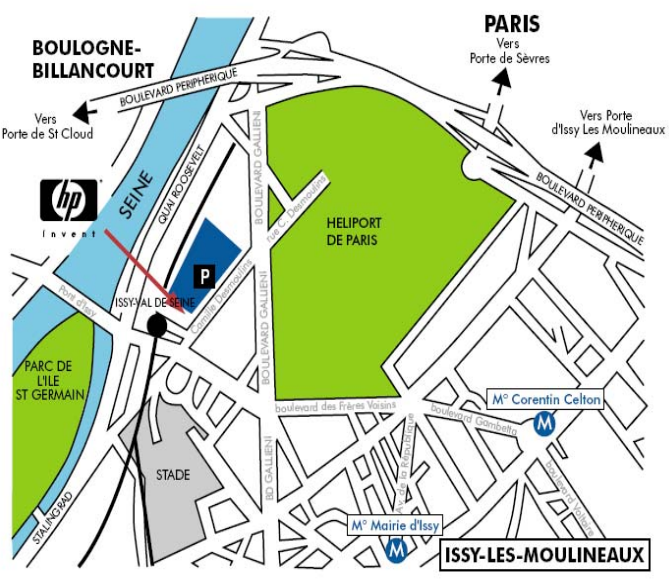 PARIS
Vers
Porte de Sèvres
BOULOGNE-
BILLANCOURT
BOULEVARD PERIPHERIQUE
Vers
Porte de St Cloud
Vers Porte
d'Issy Les Moulineaux
BOULEVARD PERIPHERIQUE
SEINE
QUAI ROOSEVELT
BOULEVARD GALLIENI
rue C. Desmoulins
hp
invent
HELIPORT
DE PARIS
P
Camille Desmoulins
Pont d'Issy
ISSY-VAL DE SEINE
BOULEVARD GALLIENI
PARC DE
L'ILE
ST GERMAIN
boulevard des Frères Voisins
M° Corentin Celton
M
boulevard Gambetta
STADE
BD GALLIENI
Av. de la République
boulevard Voltaire
STALINGRAD
M° Mairie d'Issy
M
ISSY-LES-MOULINEAUX